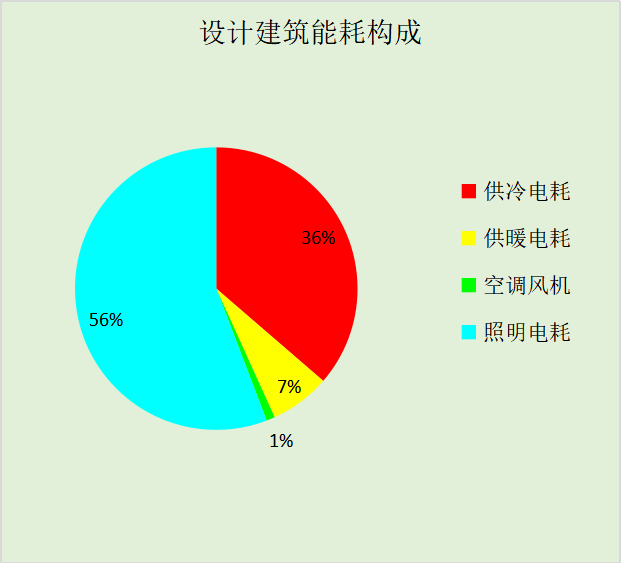 设计建筑能耗构成
36%
7%
1%
56%
供冷电耗
供暖电耗
空调风机
照明电耗